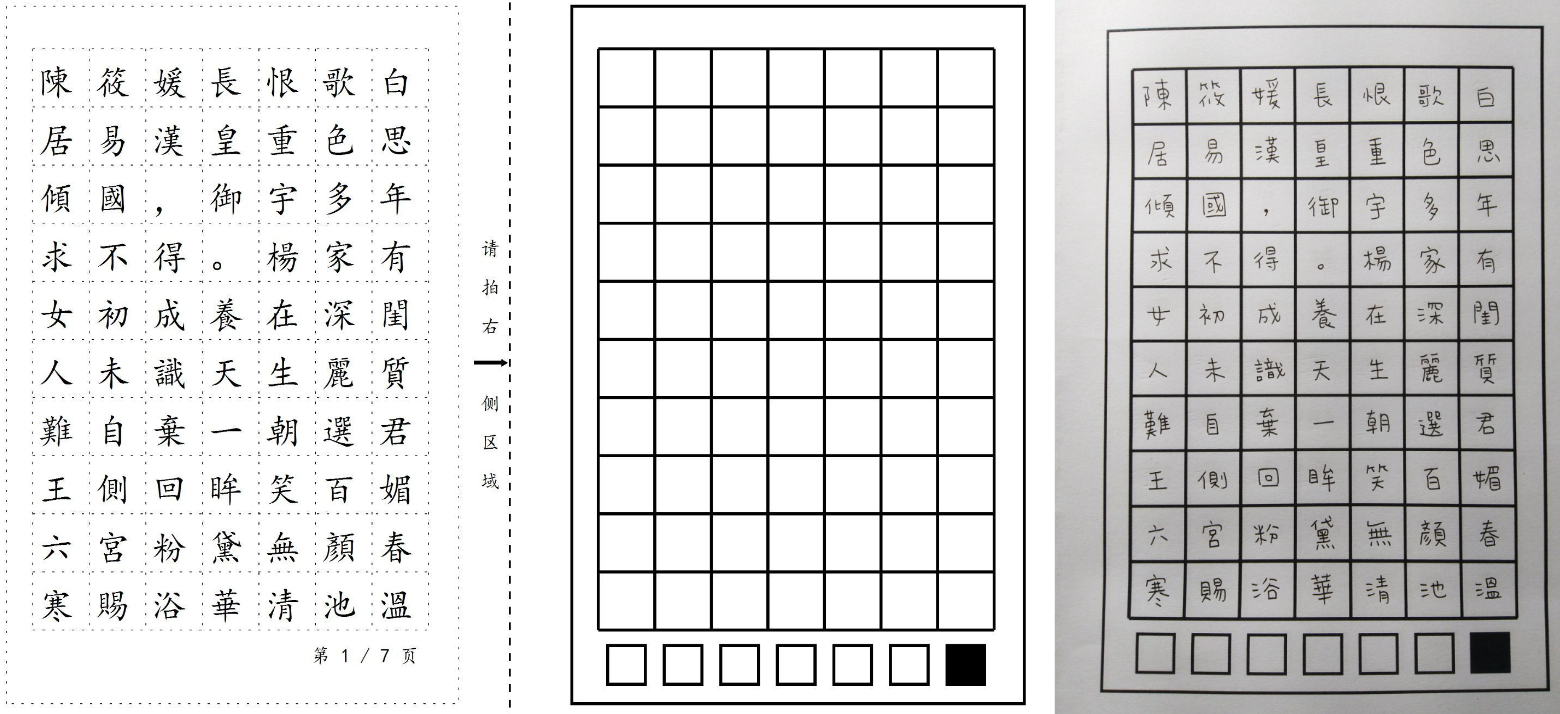 陳筱媛長恨歌白
居易漢皇重色思
傾國，御宇多年
求不得。楊家有
女初成養在深閨
人未識天生麗質
難自棄一朝選君
王側回眸笑百媚
六宮粉黛無顏春
寒賜浴華清池溫
第 1 / 7 页
请拍右
侧区域
陳筱媛長恨歌白
居易漢皇重色思
傾國，御宇多年
求不得。楊家有
女初成養在深閨
人未識天生麗質
難自棄一朝選君
王側回眸笑百媚
六宮粉黛無顏春
寒賜浴華清池溫